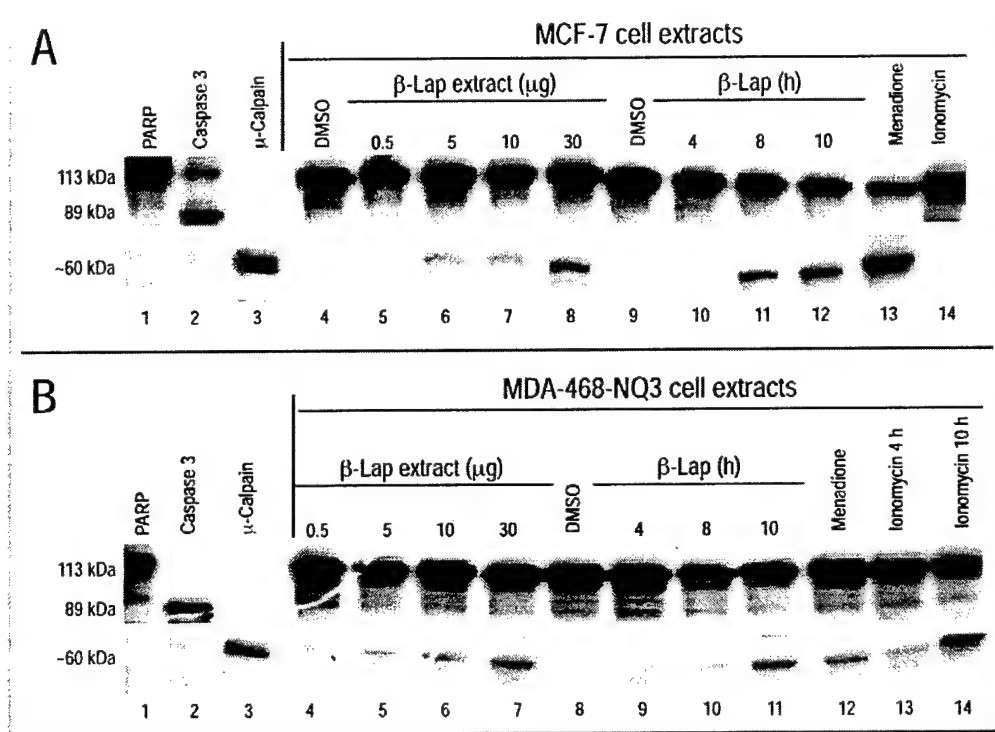 A
MCF-7 cell extracts
PARP
Caspase 3
μ-Calpain
DMSO
β-Lap extract (μg)
DMSO
β-Lap (h)
Menadione
Ionomycin
0.5 5 10 30 4 8 10
113 kDa
89 kDa
~60 kDa
1 2 3 4 5 6 7 8 9 10 11 12 13 14
B
MDA-468-NQ3 cell extracts
PARP
Caspase 3
μ-Calpain
β-Lap extract (μg)
DMSO
β-Lap (h)
Menadione
Ionomycin 4 h
Ionomycin 10 h
0.5 5 10 30 4 8 10
113 kDa
89 kDa
~60 kDa
1 2 3 4 5 6 7 8 9 10 11 12 13 14